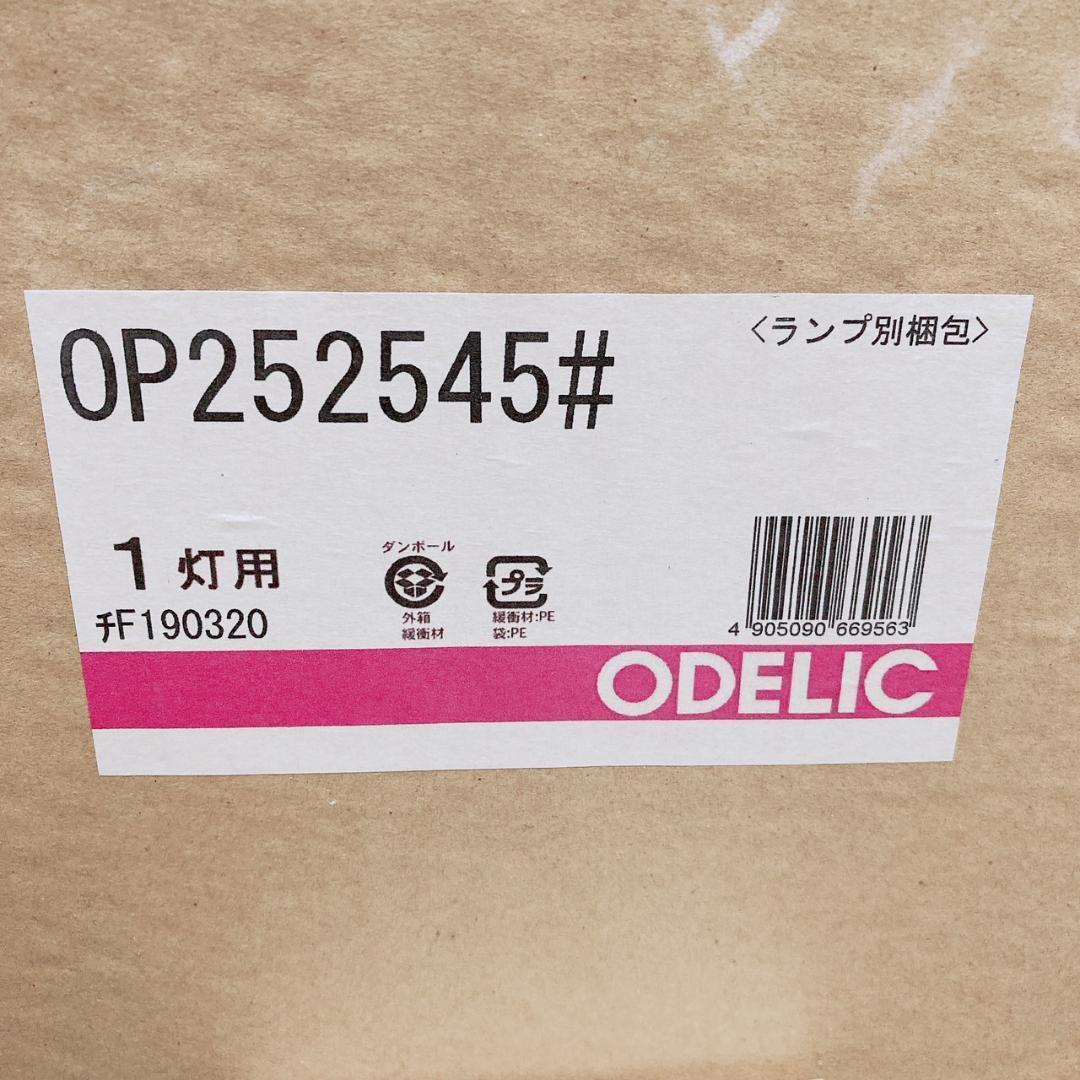 OP252545#
〈ランプ別梱包〉
1灯用
ﾁF190320
ダンボール
外箱
緩衝材
プラ
緩衝材:PE
袋:PE
4 905090 669563
ODELIC